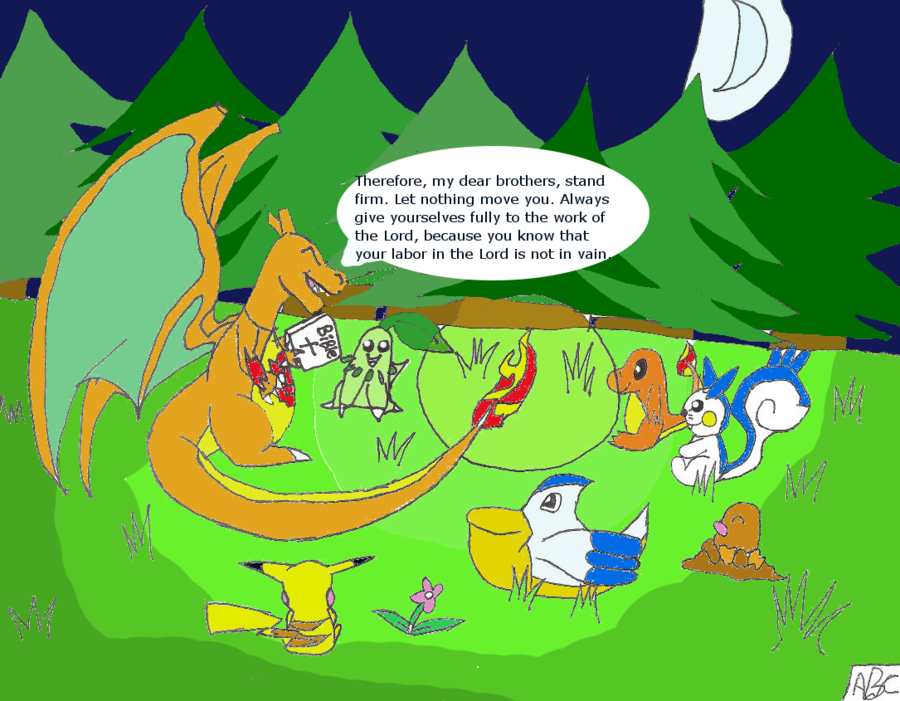 Therefore, my dear brothers, stand
firm. Let nothing move you. Always
give yourselves fully to the work of
the Lord, because you know that
your labor in the Lord is not in vain.
Bible
ABC